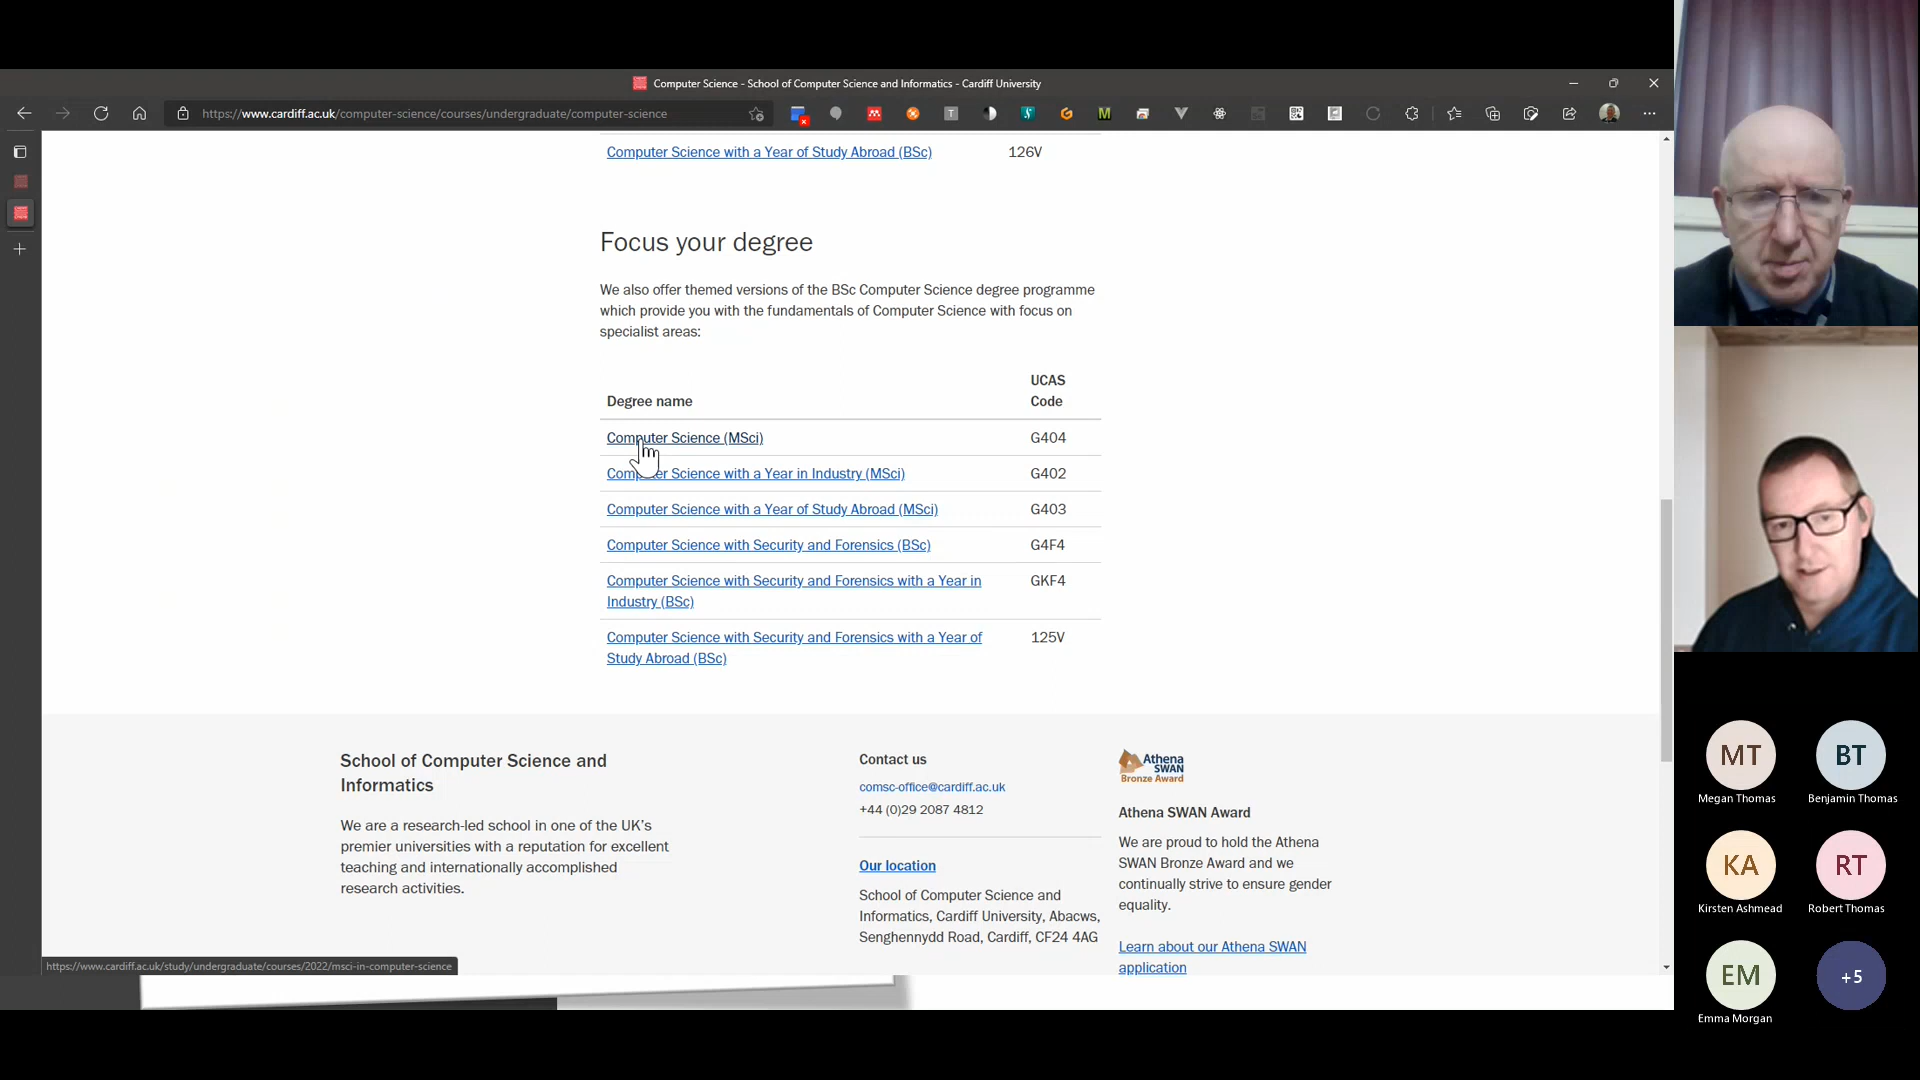 Computer Science - School of Computer Science and Informatics - Cardiff University
https://www.cardiff.ac.uk/computer-science/courses/undergraduate/computer-science
Computer Science with a Year of Study Abroad (BSc) 126V
Focus your degree
We also offer themed versions of the BSc Computer Science degree programme
which provide you with the fundamentals of Computer Science with focus on
specialist areas:
UCAS
Degree name Code
Computer Science (MSci) G404
Computer Science with a Year in Industry (MSci) G402
Computer Science with a Year of Study Abroad (MSci) G403
Computer Science with Security and Forensics (BSc) G4F4
Computer Science with Security and Forensics with a Year in GKF4
Industry (BSc)
Computer Science with Security and Forensics with a Year of 125V
Study Abroad (BSc)
School of Computer Science and
Informatics
We are a research-led school in one of the UK's
premier universities with a reputation for excellent
teaching and internationally accomplished
research activities.
Contact us
comsc-office@cardiff.ac.uk
+44 (0)29 2087 4812
Our location
School of Computer Science and
Informatics, Cardiff University, Abacws,
Senghennydd Road, Cardiff, CF24 4AG
Athena
SWAN
Bronze Award
Athena SWAN Award
We are proud to hold the Athena
SWAN Bronze Award and we
continually strive to ensure gender
equality.
Learn about our Athena SWAN
application
https://www.cardiff.ac.uk/study/undergraduate/courses/2022/msci-in-computer-science
MT
Megan Thomas
BT
Benjamin Thomas
KA
Kirsten Ashmead
RT
Robert Thomas
EM
Emma Morgan
+5